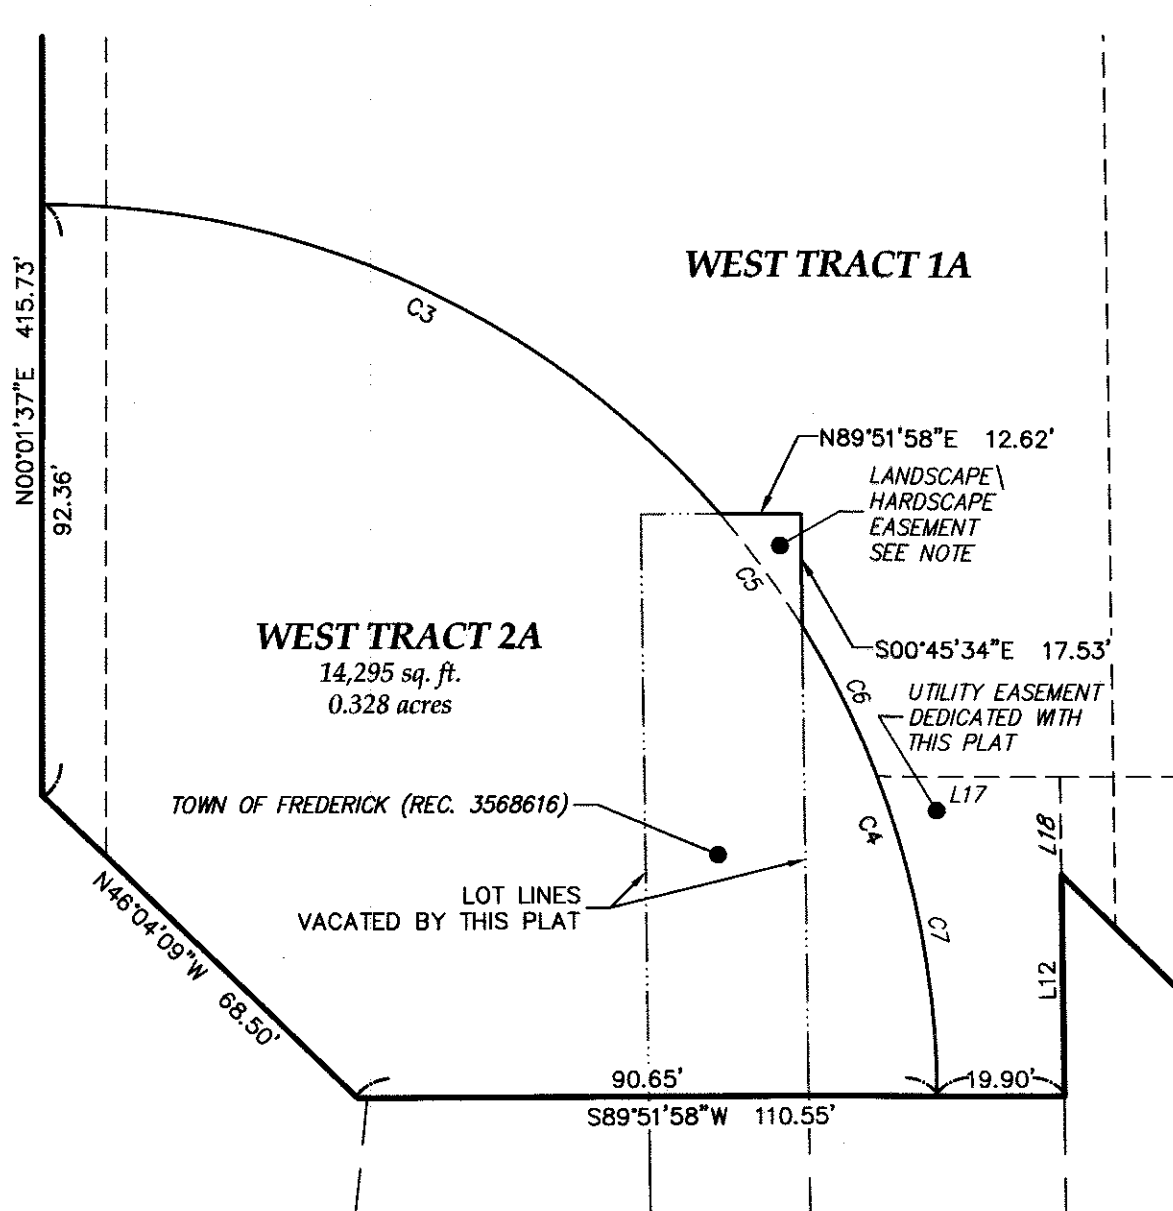 WEST TRACT 1A
C3
N00°01'37"E 415.73'
92.36'
N89°51'58"E 12.62'
LANDSCAPE\
HARDSCAPE
EASEMENT
SEE NOTE
C5
WEST TRACT 2A
14,295 sq. ft.
0.328 acres
S00°45'34"E 17.53'
C6
UTILITY EASEMENT
DEDICATED WITH
THIS PLAT
L17
TOWN OF FREDERICK (REC. 3568616)
C4
L18
LOT LINES
VACATED BY THIS PLAT
N46°04'09"W 68.50'
C7
L12
90.65'
19.90'
S89°51'58"W 110.55'